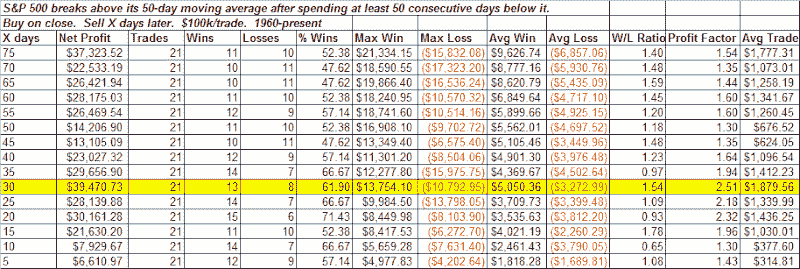 S&P 500 breaks above its 50-day moving average after spending at least 50 consecutive days below it.
Buy on close. Sell X days later. $100k/trade. 1960-present
X days Net Profit Trades Wins Losses % Wins Max Win Max Loss Avg Win Avg Loss W/L Ratio Profit Factor Avg Trade
75 $37,323.52 21 11 10 52.38 $21,334.15 ($15,832.08) $9,626.74 ($6,857.06) 1.40 1.54 $1,777.31
70 $22,533.19 21 10 11 47.62 $18,590.55 ($17,323.20) $8,777.16 ($5,930.76) 1.48 1.35 $1,073.01
65 $26,421.94 21 10 11 47.62 $19,866.40 ($16,536.24) $8,620.79 ($5,435.09) 1.59 1.44 $1,258.19
60 $28,175.03 21 11 10 52.38 $18,240.95 ($10,570.32) $6,849.64 ($4,717.10) 1.45 1.60 $1,341.67
55 $26,469.54 21 12 9 57.14 $18,741.60 ($10,514.16) $5,899.66 ($4,925.15) 1.20 1.60 $1,260.45
50 $14,206.90 21 11 10 52.38 $16,908.10 ($9,702.72) $5,562.01 ($4,697.52) 1.18 1.30 $676.52
45 $13,105.09 21 10 11 47.62 $13,349.40 ($6,575.40) $5,105.46 ($3,449.96) 1.48 1.35 $624.05
40 $23,027.32 21 12 9 57.14 $11,301.20 ($8,504.06) $4,901.30 ($3,976.48) 1.23 1.64 $1,096.54
35 $29,656.90 21 14 7 66.67 $12,277.80 ($15,975.75) $4,369.67 ($4,502.64) 0.97 1.94 $1,412.23
30 $39,470.73 21 13 8 61.90 $13,754.10 ($10,792.95) $5,050.36 ($3,272.99) 1.54 2.51 $1,879.56
25 $28,139.88 21 14 7 66.67 $9,984.50 ($13,798.05) $3,709.73 ($3,399.48) 1.09 2.18 $1,339.99
20 $30,161.28 21 15 6 71.43 $8,449.98 ($8,103.90) $3,535.63 ($3,812.20) 0.93 2.32 $1,436.25
15 $21,630.20 21 11 10 52.38 $8,417.53 ($6,272.70) $4,021.19 ($2,260.29) 1.78 1.96 $1,030.01
10 $7,929.67 21 14 7 66.67 $5,659.28 ($7,631.40) $2,461.43 ($3,790.05) 0.65 1.30 $377.60
5 $6,610.97 21 12 9 57.14 $4,977.83 ($4,202.64) $1,818.28 ($1,689.81) 1.08 1.43 $314.81